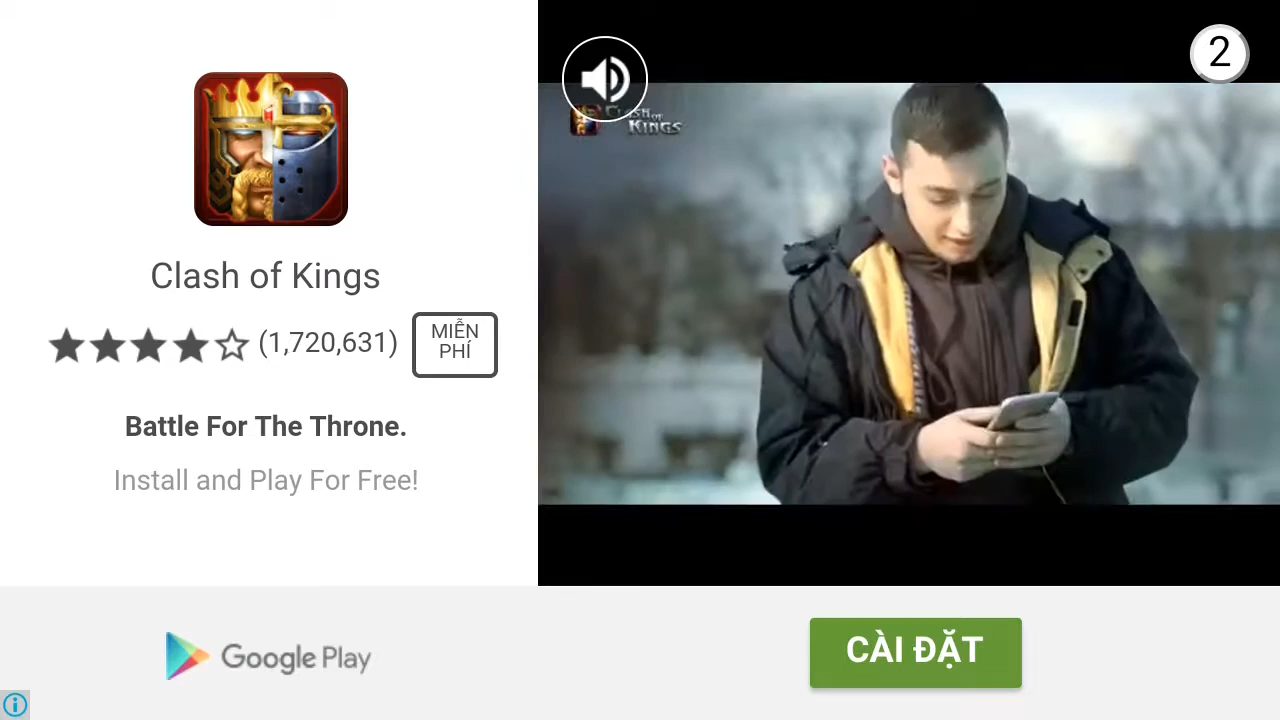 2
CLASH OF
KINGS
Clash of Kings
(1,720,631)
MIỄN
PHÍ
Battle For The Throne.
Install and Play For Free!
Google Play
CÀI ĐẶT